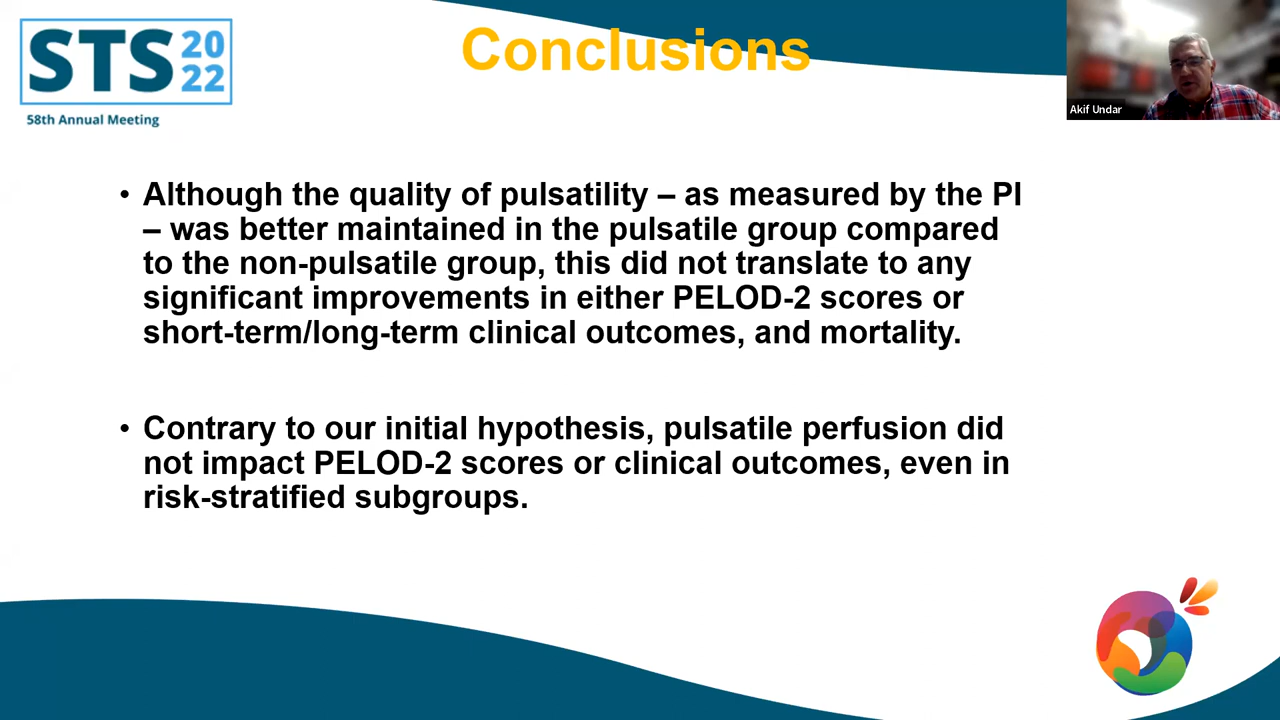 STS 20
22
58th Annual Meeting
Conclusions
Akif Undar
• Although the quality of pulsatility – as measured by the PI
– was better maintained in the pulsatile group compared
to the non-pulsatile group, this did not translate to any
significant improvements in either PELOD-2 scores or
short-term/long-term clinical outcomes, and mortality.
• Contrary to our initial hypothesis, pulsatile perfusion did
not impact PELOD-2 scores or clinical outcomes, even in
risk-stratified subgroups.